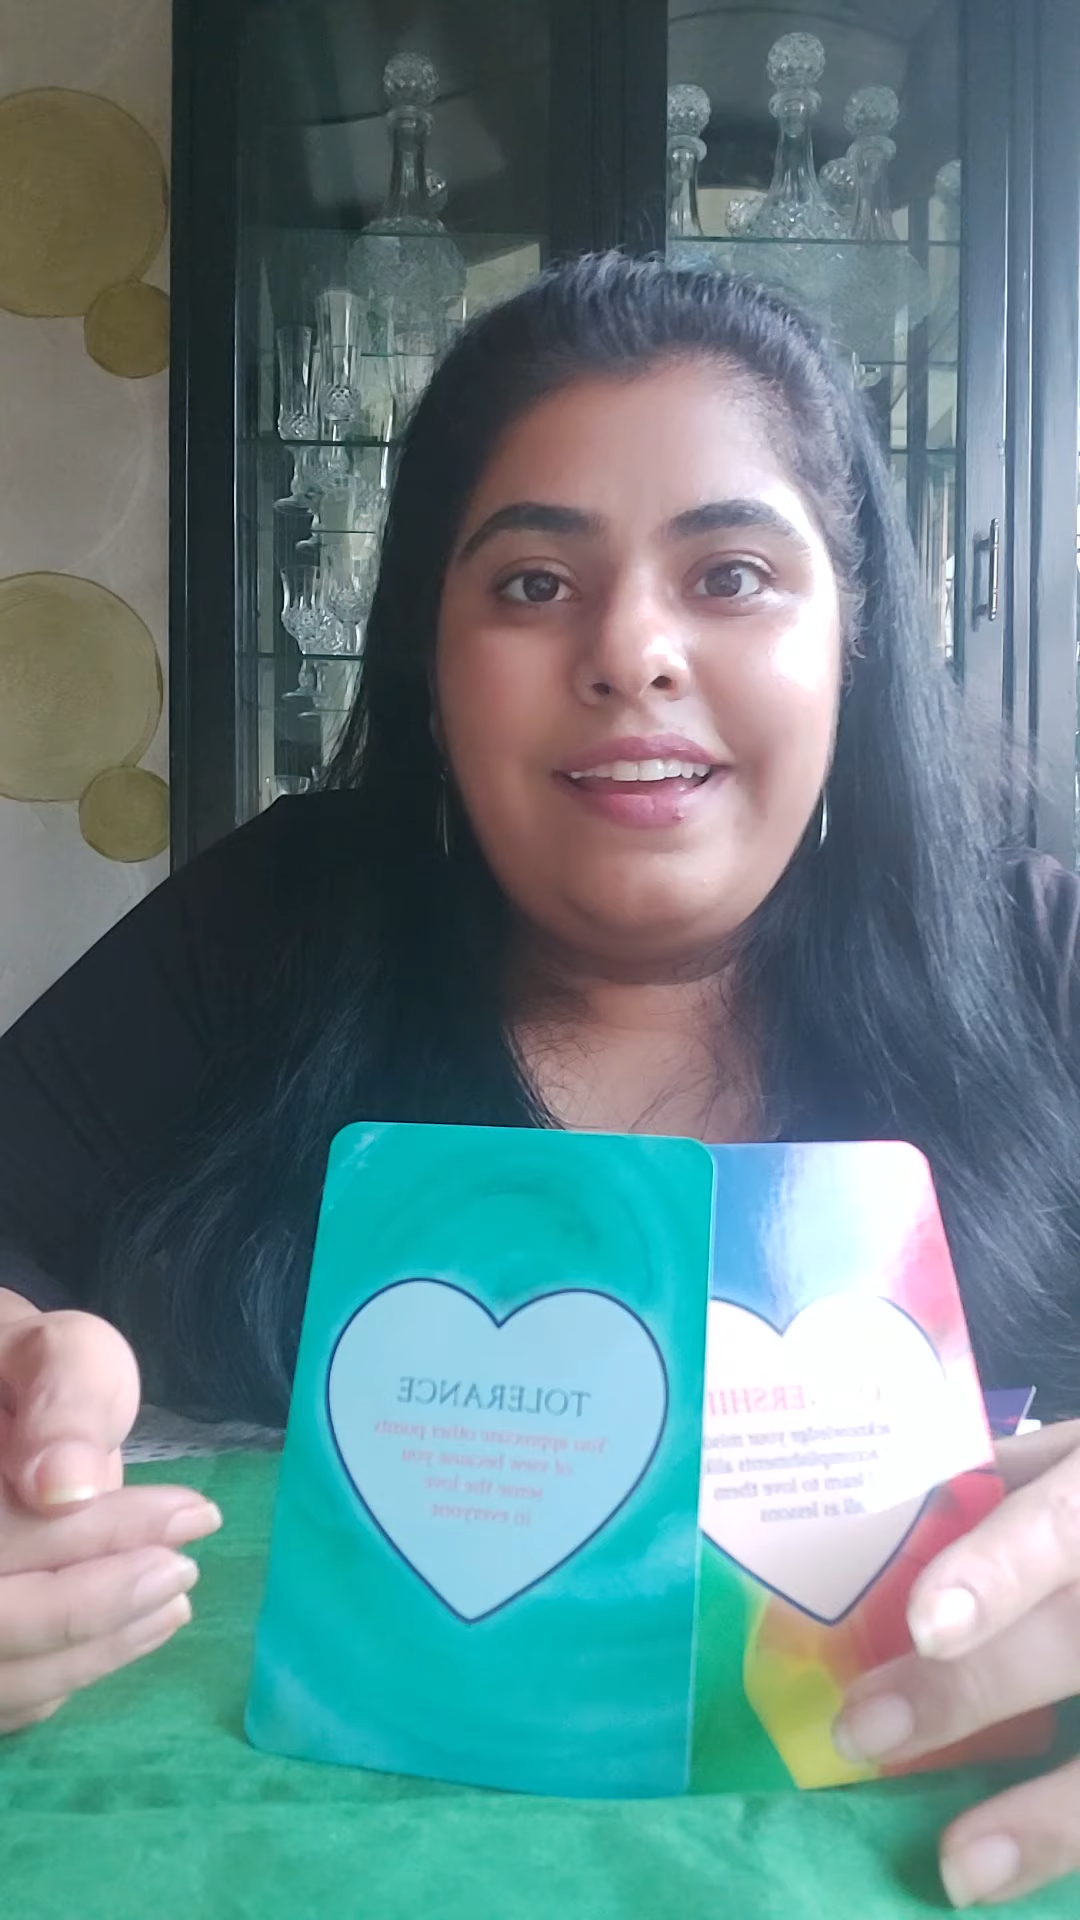 TOLERANCE
You appreciate other points
of view because you
sense the love
in everyone
acknowledge your
accomplishments
learn to love them
all as lessons